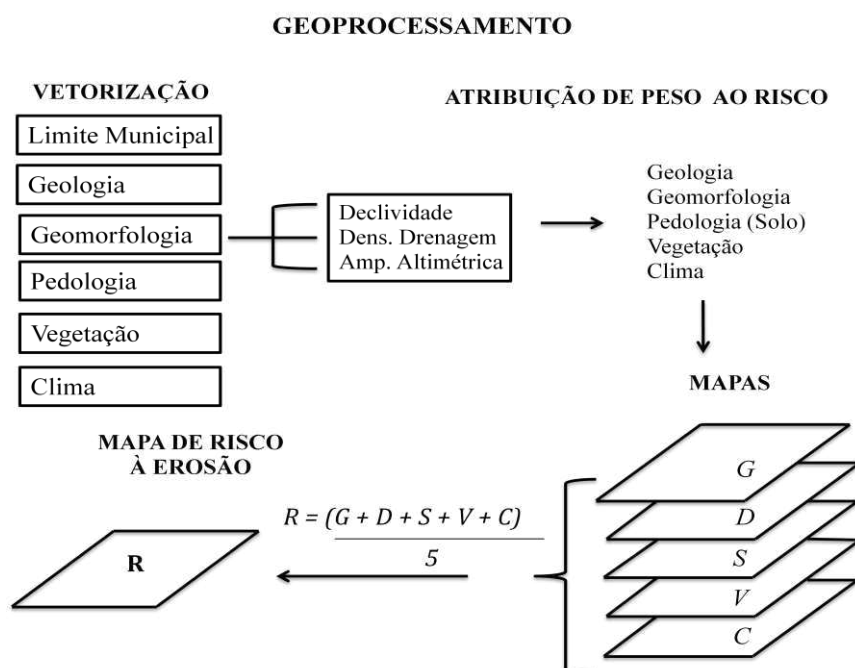 GEOPROCESSAMENTO
VETORIZAÇÃO
Limite Municipal
Geologia
Geomorfologia
Pedologia
Vegetação
Clima
Declividade
Dens. Drenagem
Amp. Altimétrica
ATRIBUIÇÃO DE PESO AO RISCO
Geologia
Geomorfologia
Pedologia (Solo)
Vegetação
Clima
MAPAS
G
D
S
V
C
R = (G + D + S + V + C)
5
MAPA DE RISCO
À EROSÃO
R